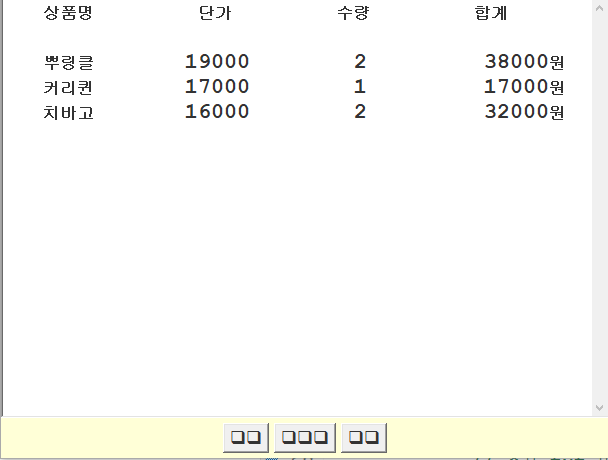 상품명 단가 수량 합계
뿌링클 19000 2 38000원
커리퀸 17000 1 17000원
치바고 16000 2 32000원